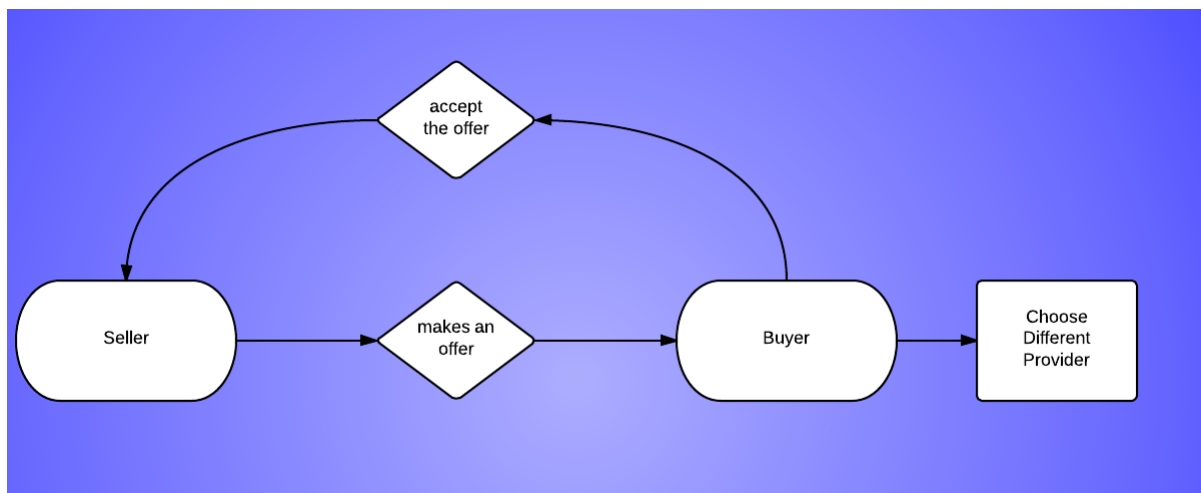 accept
the offer
Seller
makes an
offer
Buyer
Choose
Different
Provider